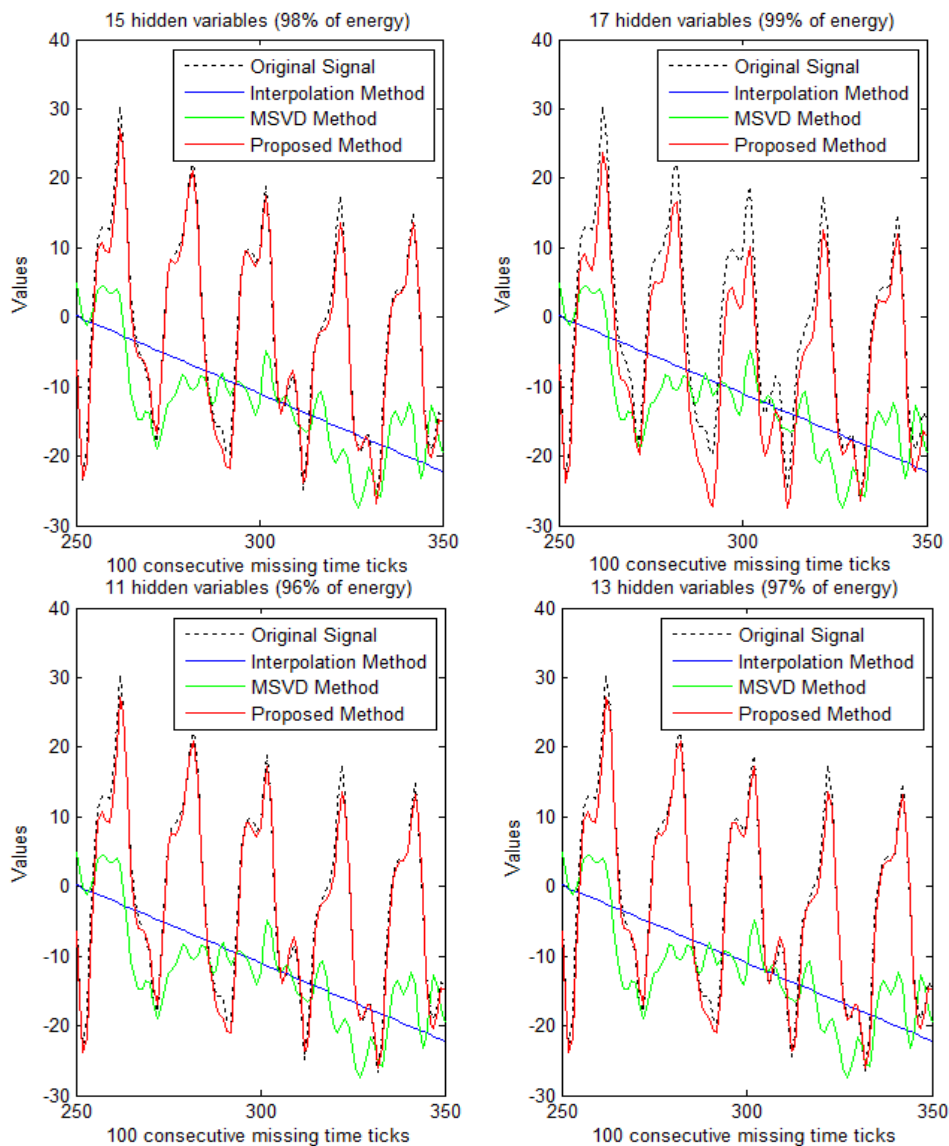 15 hidden variables (98% of energy)
40
30
20
10
0
-10
-20
-30
Values
Original Signal
Interpolation Method
MSVD Method
Proposed Method
250
300
350
100 consecutive missing time ticks
17 hidden variables (99% of energy)
40
30
20
10
0
-10
-20
-30
Values
Original Signal
Interpolation Method
MSVD Method
Proposed Method
250
300
350
100 consecutive missing time ticks
11 hidden variables (96% of energy)
40
30
20
10
0
-10
-20
-30
Values
Original Signal
Interpolation Method
MSVD Method
Proposed Method
250
300
350
100 consecutive missing time ticks
13 hidden variables (97% of energy)
40
30
20
10
0
-10
-20
-30
Values
Original Signal
Interpolation Method
MSVD Method
Proposed Method
250
300
350
100 consecutive missing time ticks